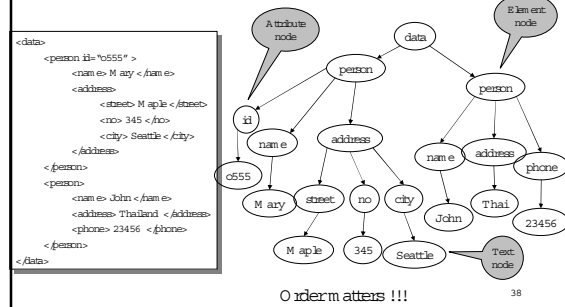 <data>
<person id="o555" >
<name> Mary </name>
<address>
<street> Maple </street>
<no> 345 </no>
<city> Seattle </city>
</address>
</person>
<person>
<name> John </name>
<address> Thailand </address>
<phone> 23456 </phone>
</person>
</data>
Attribute
node
Element
node
data
person
person
id
name
address
name
address
phone
o555
Mary
street
no
city
John
Thai
23456
Maple
345
Seattle
Text
node
Order matters !!!
38